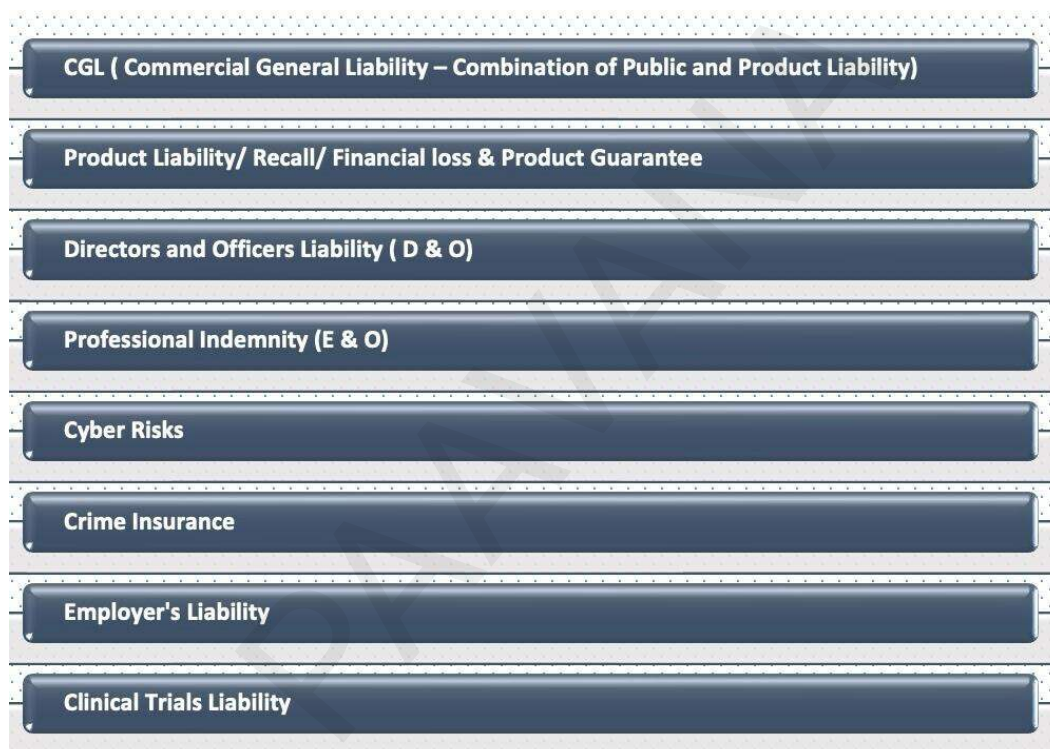 CGL ( Commercial General Liability – Combination of Public and Product Liability)
Product Liability/ Recall/ Financial loss & Product Guarantee
Directors and Officers Liability ( D & O)
Professional Indemnity (E & O)
Cyber Risks
Crime Insurance
Employer's Liability
Clinical Trials Liability
PAAVANA